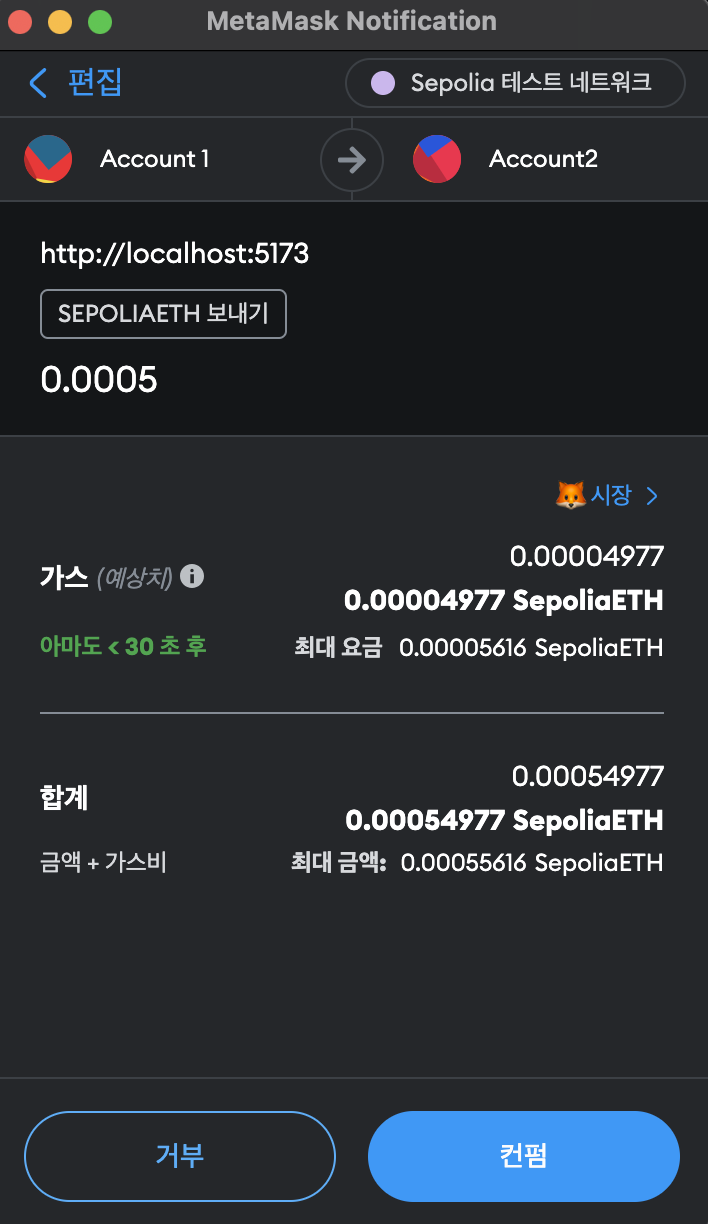 MetaMask Notification
편집
Sepolia 테스트 네트워크
Account 1
Account2
http://localhost:5173
SEPOLIAETH 보내기
0.0005
시장
0.00004977
가스 (예상치)
0.00004977 SepoliaETH
아마도 < 30 초 후
최대 요금 0.00005616 SepoliaETH
0.00054977
합계
0.00054977 SepoliaETH
금액 + 가스비
최대 금액: 0.00055616 SepoliaETH
거부
컨펌